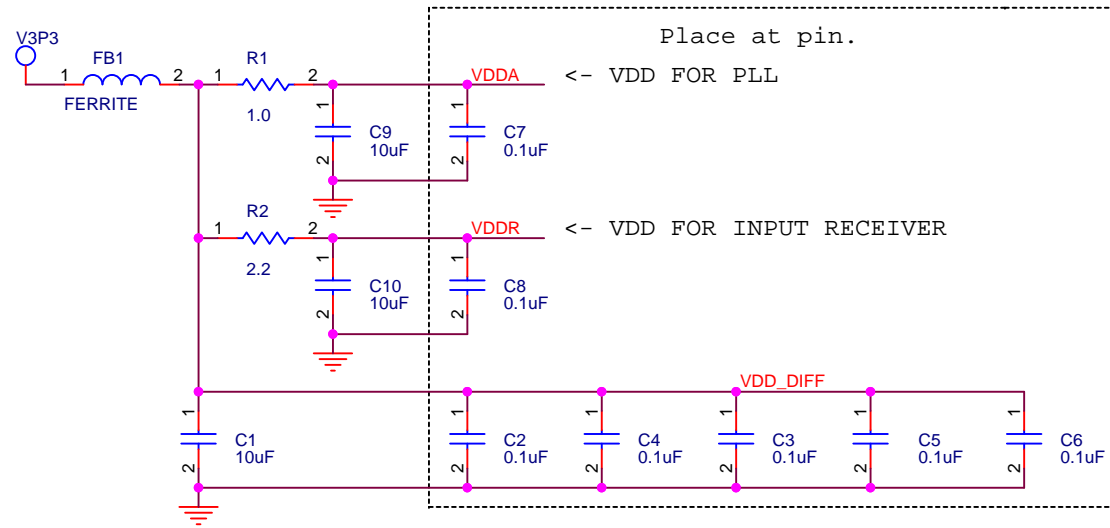 Place at pin.
V3P3
FB1
1
2
FERRITE
R1
1
2
1.0
VDDA
<- VDD FOR PLL
1
2
C9
10uF
1
2
C7
0.1uF
R2
1
2
2.2
VDDR
<- VDD FOR INPUT RECEIVER
1
2
C10
10uF
1
2
C8
0.1uF
VDD_DIFF
1
2
C1
10uF
1
2
C2
0.1uF
1
2
C4
0.1uF
1
2
C3
0.1uF
1
2
C5
0.1uF
1
2
C6
0.1uF